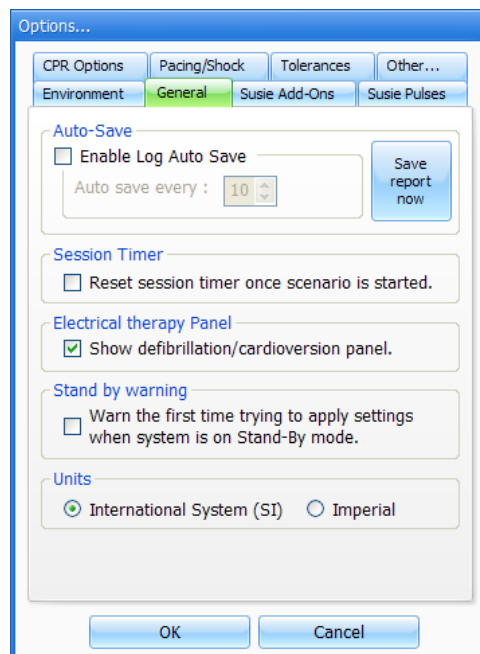 Options...
CPR Options Pacing/Shock Tolerances Other...
Environment General Susie Add-Ons Susie Pulses
Auto-Save
Enable Log Auto Save
Auto save every : 10
Save
report
now
Session Timer
Reset session timer once scenario is started.
Electrical therapy Panel
Show defibrillation/cardioversion panel.
Stand by warning
Warn the first time trying to apply settings
when system is on Stand-By mode.
Units
International System (SI) Imperial
OK Cancel